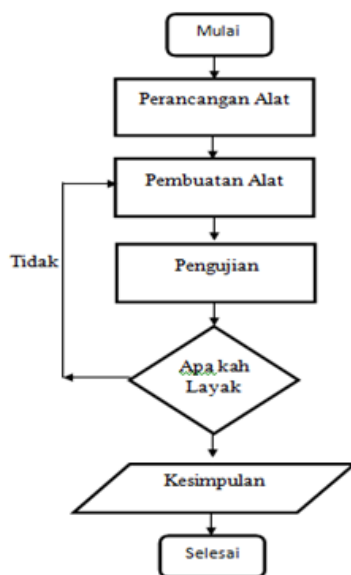 Mulai
Perancangan Alat
Pembuatan Alat
Tidak
Pengujian
Apa kah
Layak
Kesimpulan
Selesai